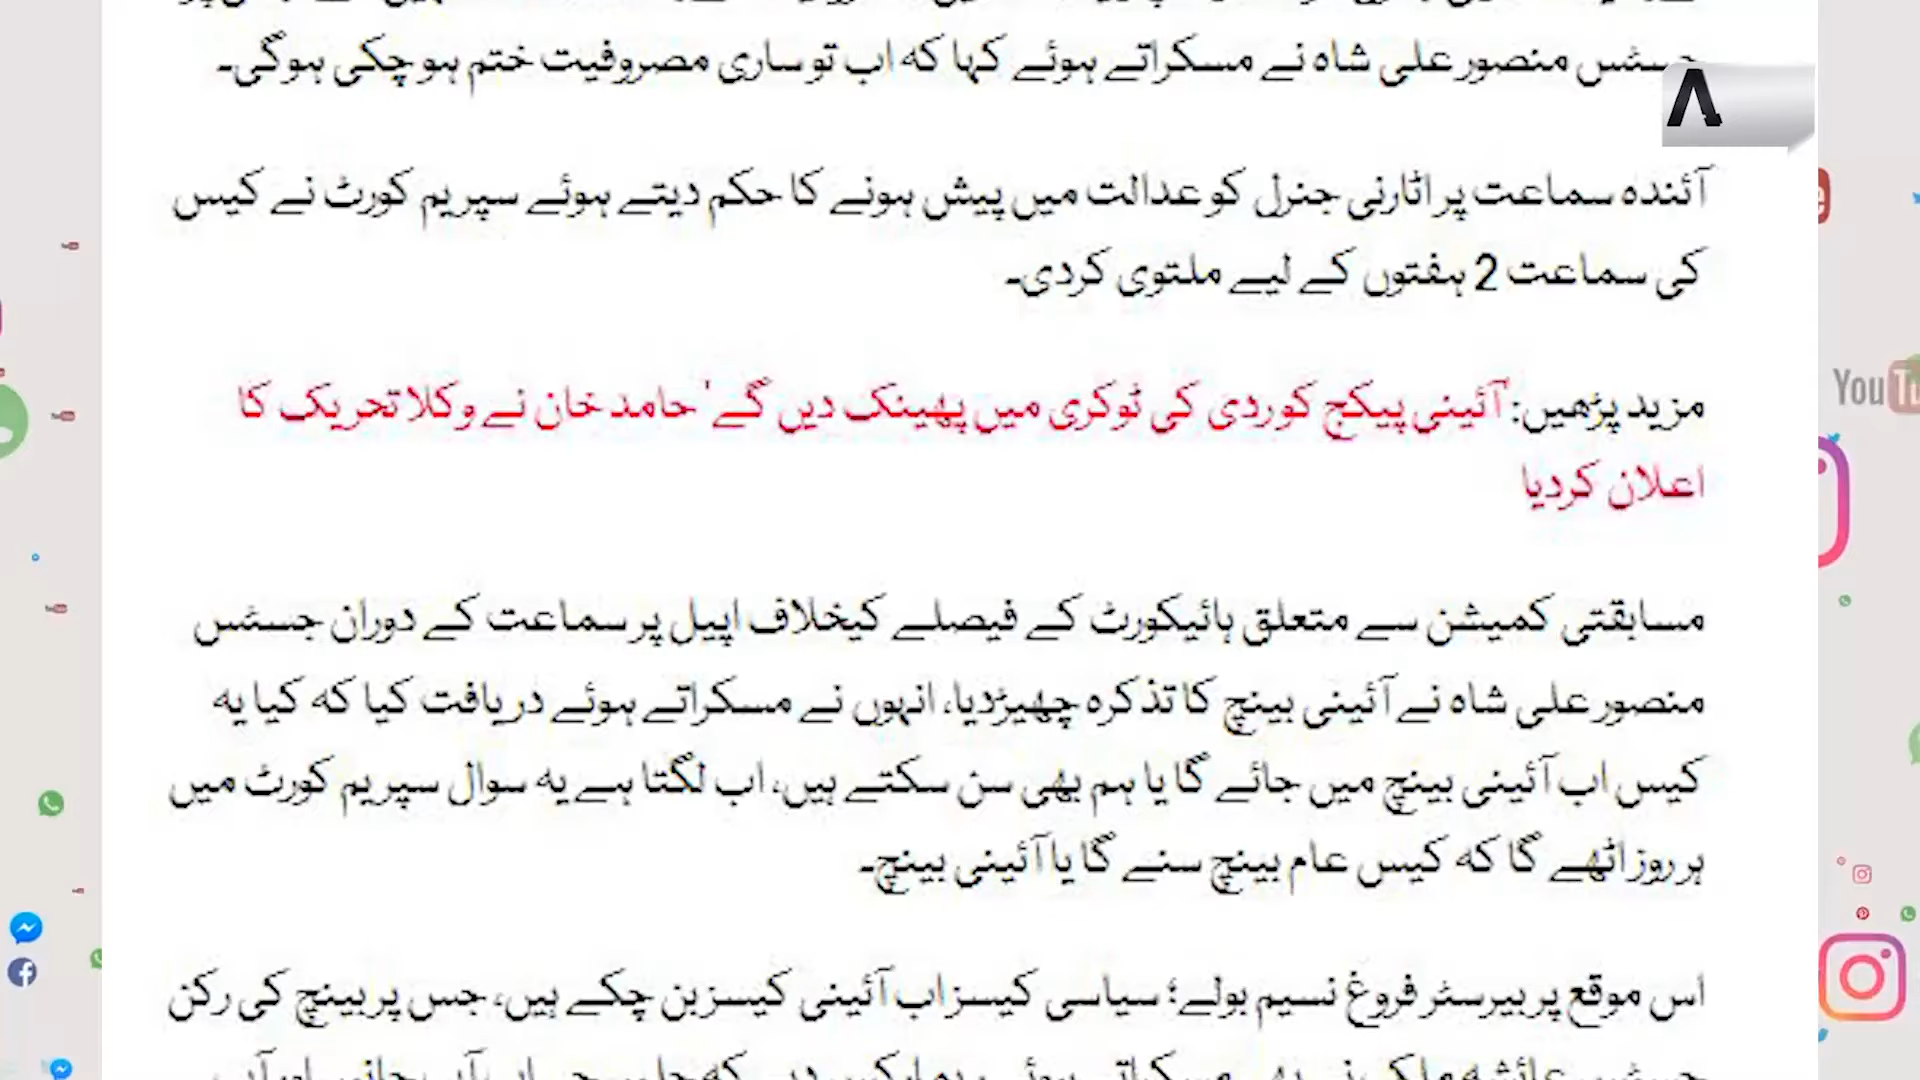 جسٹس منصور علی شاہ نے مسکراتے ہوئے کہا کہ اب تو ساری مصروفیت ختم ہو چکی ہوگی۔
آئندہ سماعت پر اٹارنی جنرل کو عدالت میں پیش ہونے کا حکم دیتے ہوئے سپریم کورٹ نے کیس
کی سماعت 2 ہفتوں کے لیے ملتوی کردی۔
مزید پڑھیں: 'آئینی پیکج کو ردی کی ٹوکری میں پھینک دیں گے' حامد خان نے وکلا تحریک کا
اعلان کردیا
مسابقتی کمیشن سے متعلق ہائیکورٹ کے فیصلے کیخلاف اپیل پر سماعت کے دوران جسٹس
منصور علی شاہ نے آئینی بینچ کا تذکرہ چھیڑدیا، انہوں نے مسکراتے ہوئے دریافت کیا کہ کیا یہ
کیس اب آئینی بینچ میں جائے گا یا ہم بھی سن سکتے ہیں، اب لگتا ہے یہ سوال سپریم کورٹ میں
ہر روز اٹھے گا کہ کیس عام بینچ سنے گا یا آئینی بینچ۔
اس موقع پر بیرسٹر فروغ نسیم بولے؛ سیاسی کیسز اب آئینی کیسز بن چکے ہیں، جس پر بینچ کی رکن
You